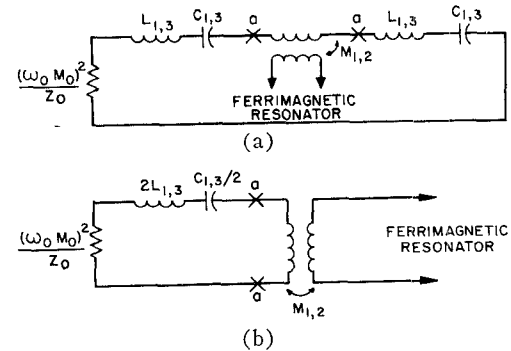 L1,3 C1,3 a a L1,3 C1,3
M1,2
(ω0 M0)²
Z0
FERRIMAGNETIC
RESONATOR
(a)
2L1,3 C1,3/2 a
(ω0 M0)²
Z0
FERRIMAGNETIC
RESONATOR
a
M1,2
(b)